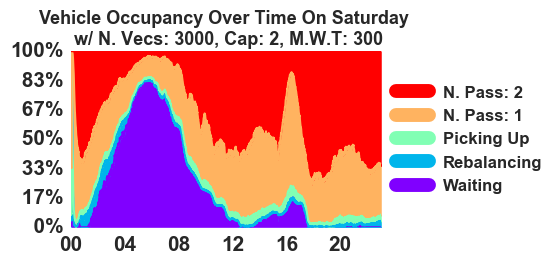 Vehicle Occupancy Over Time On Saturday
w/ N. Vecs: 3000, Cap: 2, M.W.T: 300
100%
83%
67%
50%
33%
17%
0%
00 04 08 12 16 20
N. Pass: 2
N. Pass: 1
Picking Up
Rebalancing
Waiting